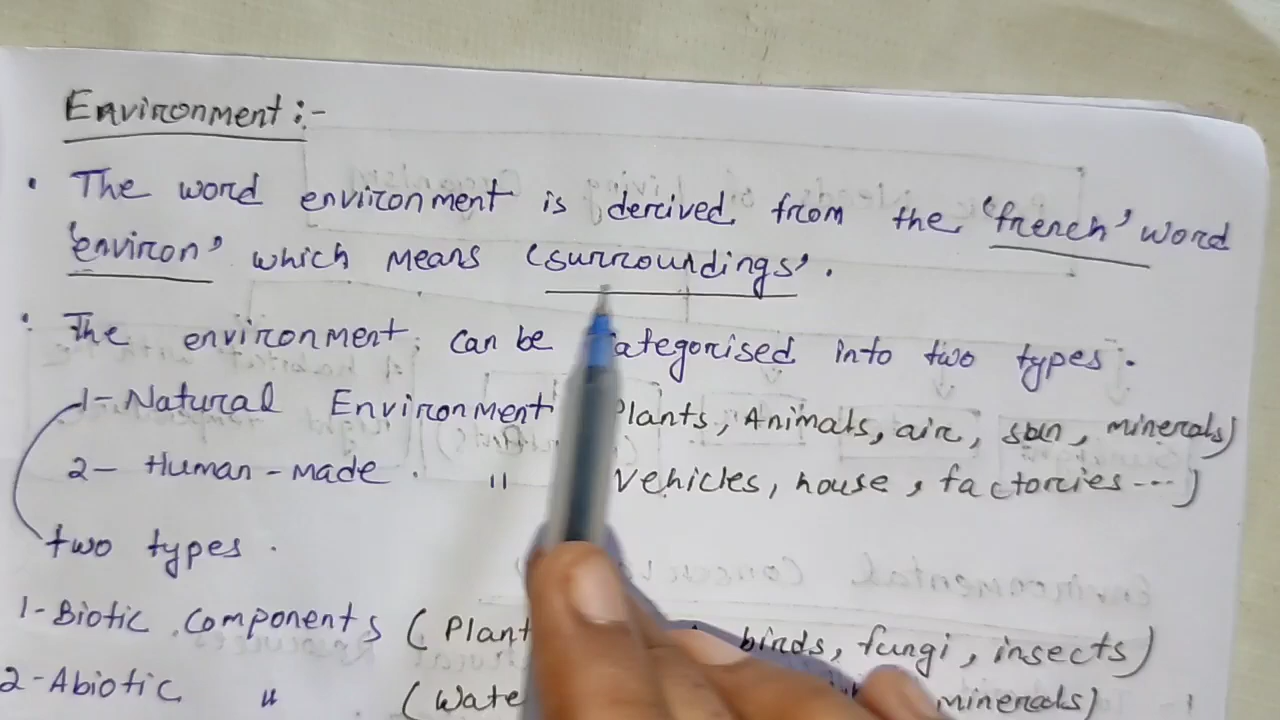 Environment :-
• The word environment is derived from the 'french' word
'environ' which means 'surroundings'.
• The environment can be categorised into two types.
1- Natural Environment Plants, Animals, air, sun, minerals)
2- Human-made " Vehicles, house, factories ---)
two types.
1- Biotic components (Plant birds, fungi, insects)
2- Abiotic " (Wate minerals)